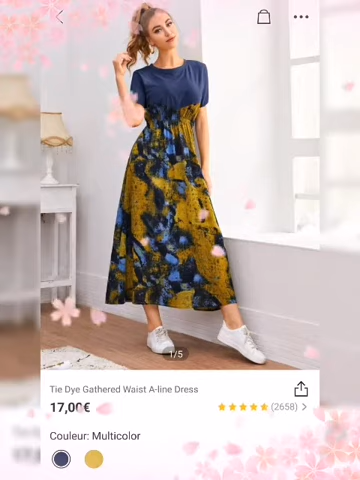 1/5
Tie Dye Gathered Waist A-line Dress
17,00€
(2658)
Couleur: Multicolor